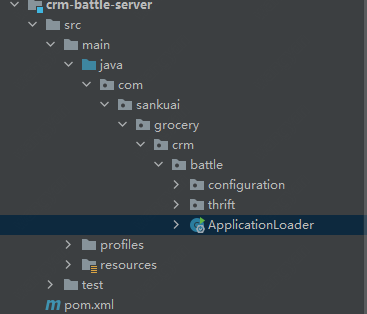 crm-battle-server
src
main
java
com
sankuai
grocery
crm
battle
configuration
thrift
ApplicationLoader
profiles
resources
test
pom.xml